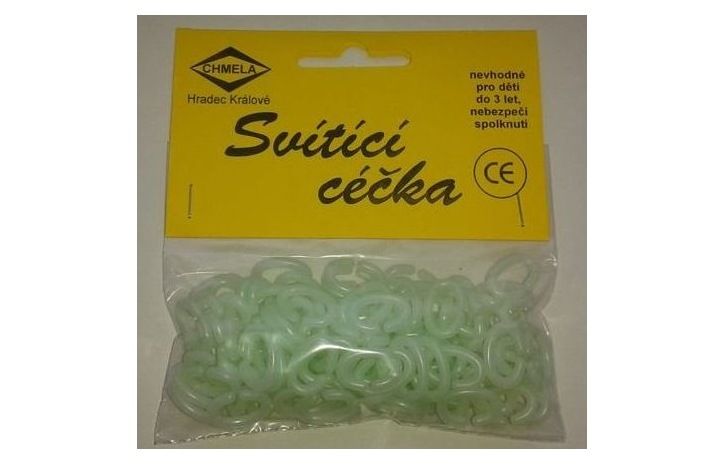 CHMELA
Hradec Králové
nevhodné
pro děti
do 3 let,
nebezpečí
spolknutí
Svítící
céčka
CE